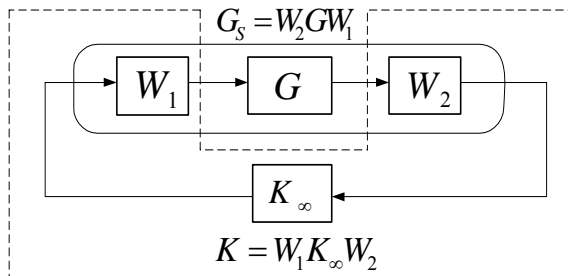 G_S = W_2GW_1
W_1 G W_2
K_∞
K = W_1K_∞W_2